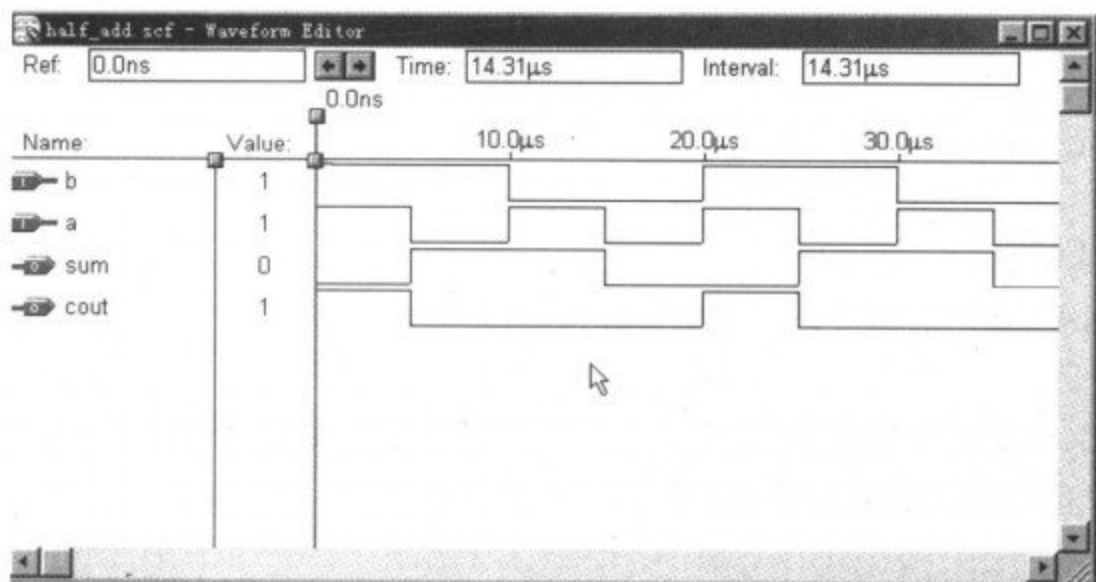 half_add.scf - Waveform Editor
Ref: 0.0ns Time: 14.31μs Interval: 14.31μs
0.0ns
Name: Value: 10.0μs 20.0μs 30.0μs
b 1
a 1
sum 0
cout 1